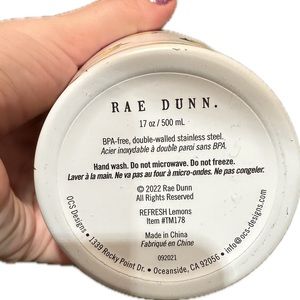 RAE DUNN.
17 oz / 500 mL
BPA-free, double-walled stainless steel.
Acier inoxydable à double paroi sans BPA.
Hand wash. Do not microwave. Do not freeze.
Laver à la main. Ne va pas au four à micro-ondes. Ne pas congeler.
© 2022 Rae Dunn
All Rights Reserved
REFRESH Lemons
Item #TM178
Made in China
Fabriqué en Chine
092021
OCS Designs • 1339 Rocky Point Dr. • Oceanside, CA 92056 • info@ocs-designs.com